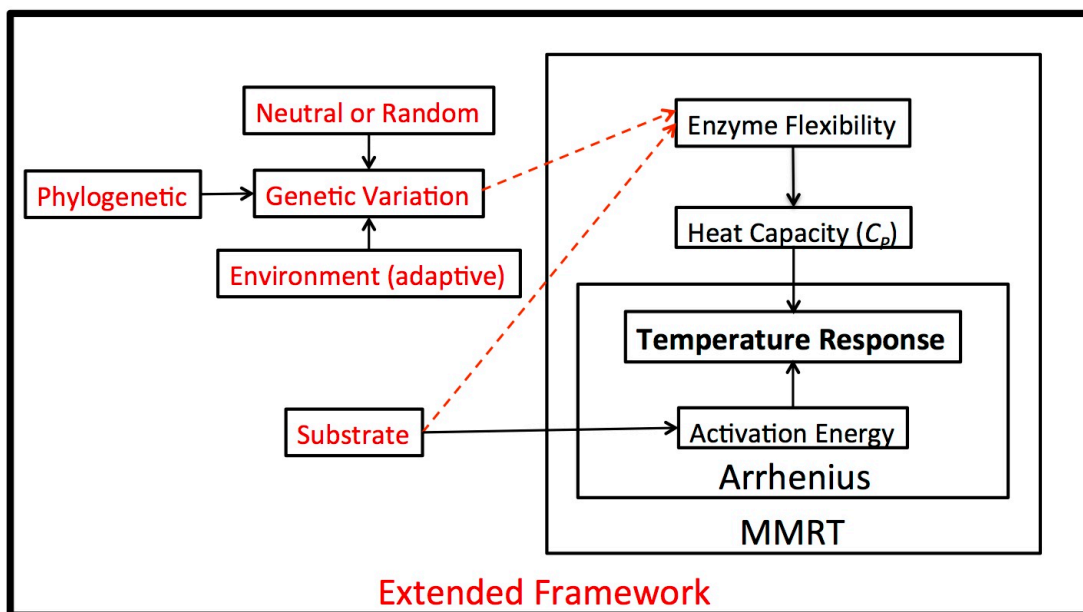 Neutral or Random
Enzyme Flexibility
Phylogenetic
Genetic Variation
Heat Capacity (CP)
Environment (adaptive)
Temperature Response
Substrate
Activation Energy
Arrhenius
MMRT
Extended Framework